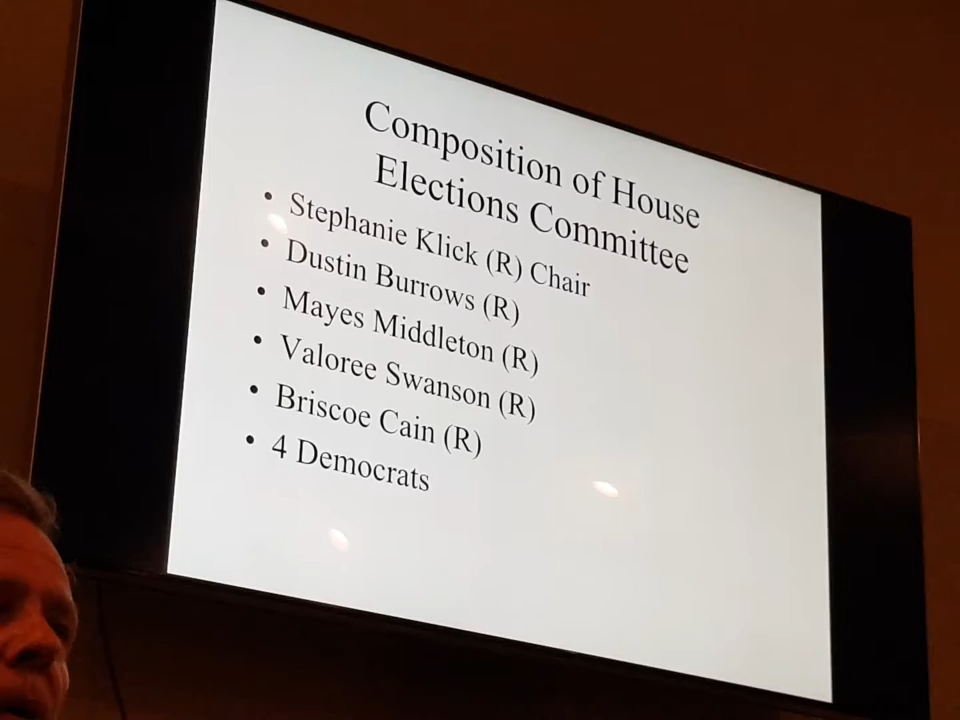 Composition of House
Elections Committee
• Stephanie Klick (R) Chair
• Dustin Burrows (R)
• Mayes Middleton (R)
• Valoree Swanson (R)
• Briscoe Cain (R)
• 4 Democrats